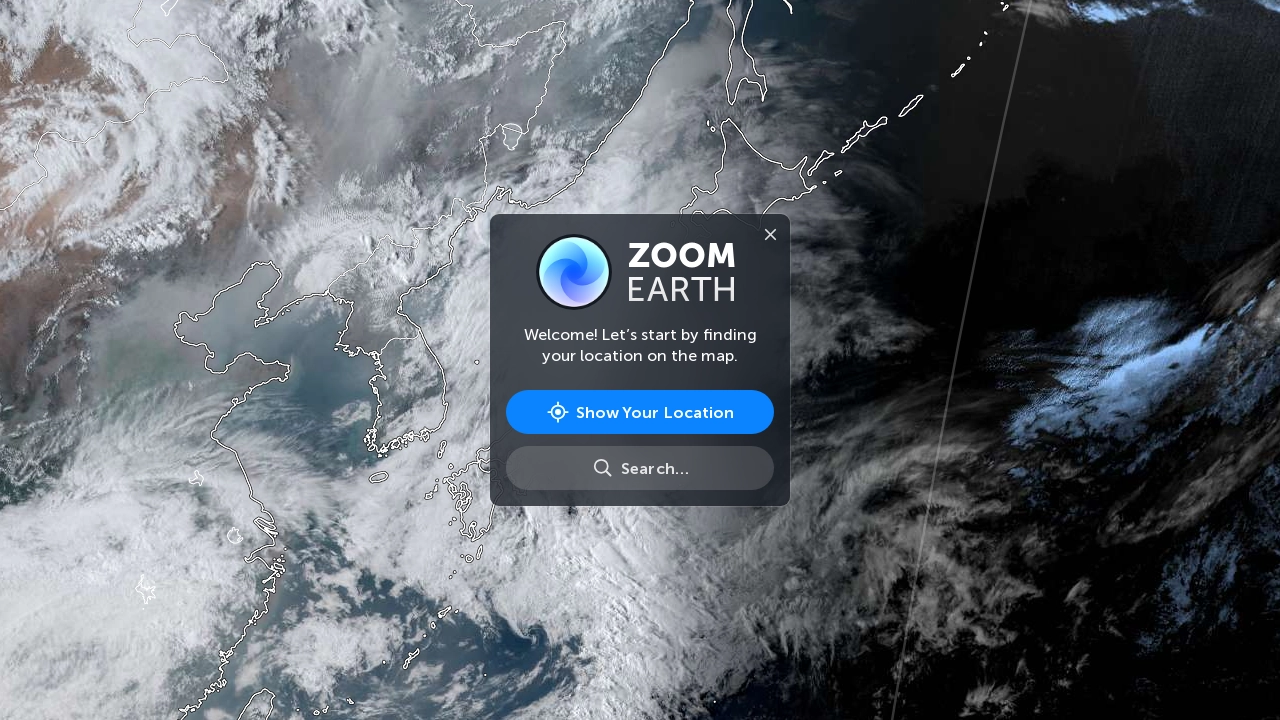 ZOOM
EARTH
Welcome! Let’s start by finding
your location on the map.
Show Your Location
Search…